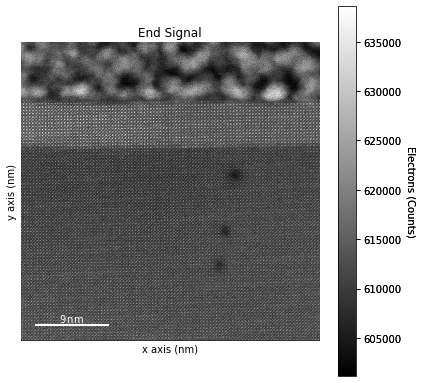 End Signal
635000
630000
625000
620000
615000
610000
605000
Electrons (Counts)
y axis (nm)
9nm
x axis (nm)